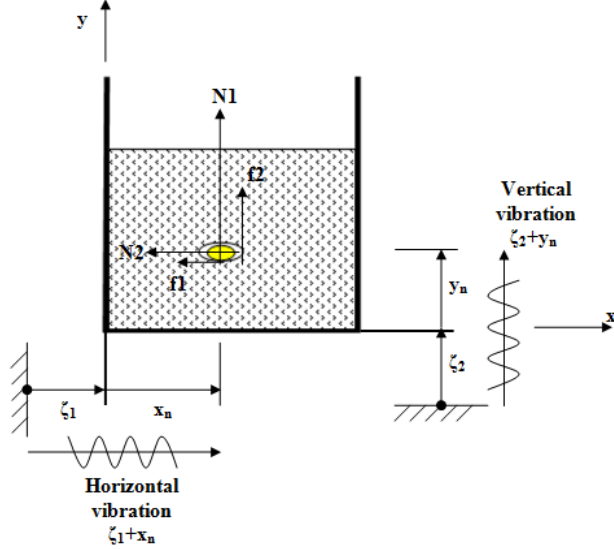 y
N1
f2
N2
f1
Vertical
vibration
ζ2+yn
yn
x
ζ2
ζ1
xn
Horizontal
vibration
ζ1+xn